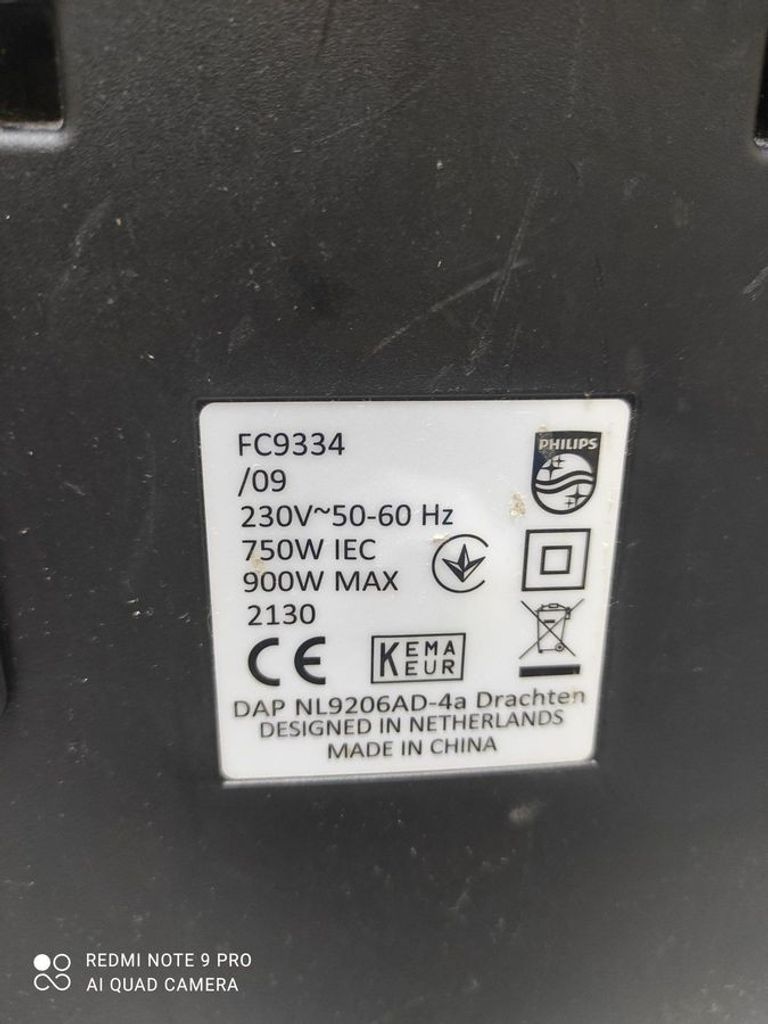 FC9334
PHILIPS
/09
230V~50-60 Hz
750W IEC
900W MAX
2130
CE
KEMA
EUR
DAP NL9206AD-4a Drachten
DESIGNED IN NETHERLANDS
MADE IN CHINA
REDMI NOTE 9 PRO
AI QUAD CAMERA